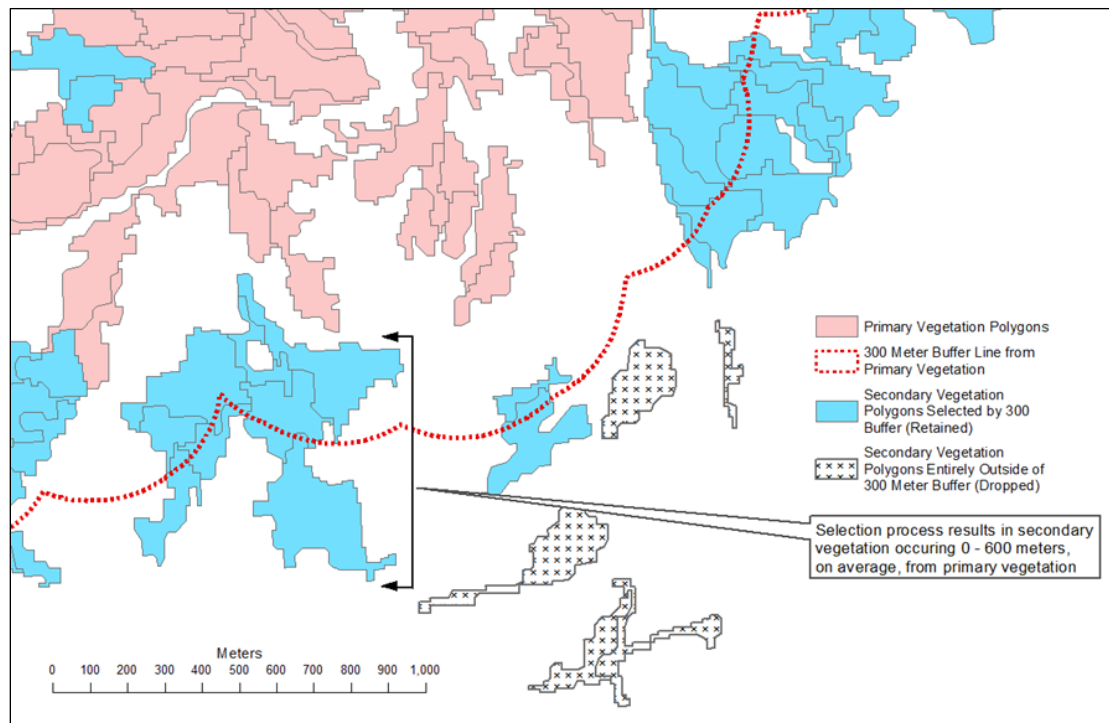 Primary Vegetation Polygons
300 Meter Buffer Line from
Primary Vegetation
Secondary Vegetation
Polygons Selected by 300
Buffer (Retained)
Secondary Vegetation
Polygons Entirely Outside of
300 Meter Buffer (Dropped)
Selection process results in secondary
vegetation occuring 0 - 600 meters,
on average, from primary vegetation
Meters
0 100 200 300 400 500 600 700 800 900 1,000